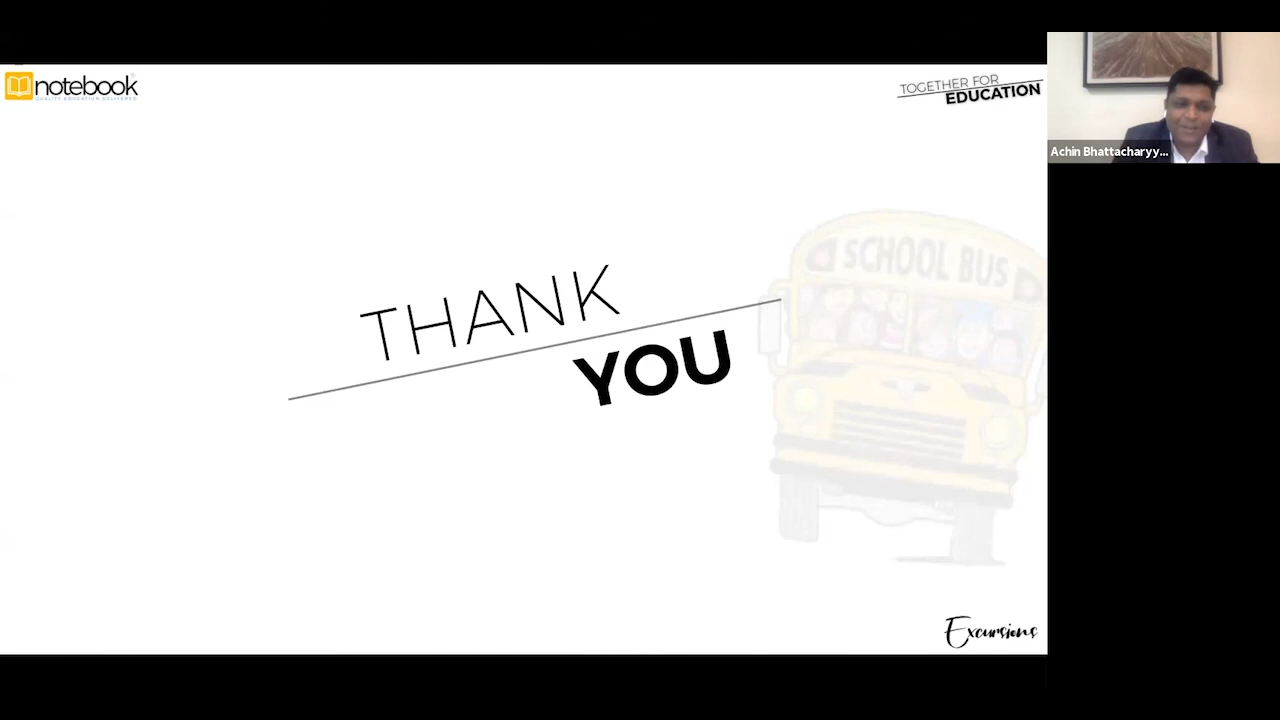 notebook
QUALITY EDUCATION DELIVERED
TOGETHER FOR
EDUCATION
Achin Bhattacharyy...
SCHOOL BUS
THANK
YOU
Excursions